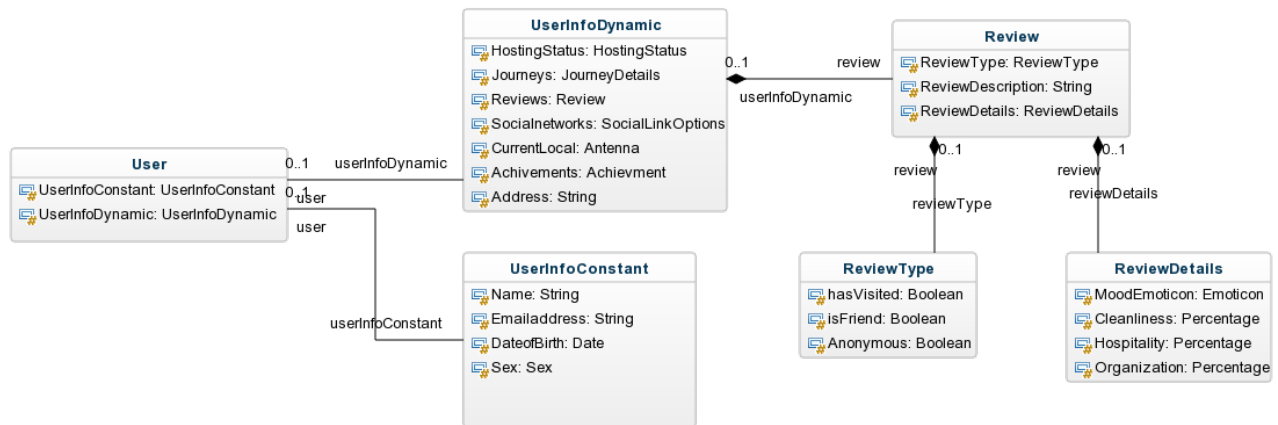 UserInfoDynamic
HostingStatus: HostingStatus
Journeys: JourneyDetails
Reviews: Review
Socialnetworks: SocialLinkOptions
CurrentLocal: Antenna
Achivements: Achievment
Address: String
0..1
review
userInfoDynamic
Review
ReviewType: ReviewType
ReviewDescription: String
ReviewDetails: ReviewDetails
User
UserInfoConstant: UserInfoConstant
UserInfoDynamic: UserInfoDynamic
0..1
userInfoDynamic
0..1
user
user
userInfoConstant
UserInfoConstant
Name: String
Emailaddress: String
DateofBirth: Date
Sex: Sex
0..1
review
reviewType
0..1
review
reviewDetails
ReviewType
hasVisited: Boolean
isFriend: Boolean
Anonymous: Boolean
ReviewDetails
MoodEmoticon: Emoticon
Cleanliness: Percentage
Hospitality: Percentage
Organization: Percentage